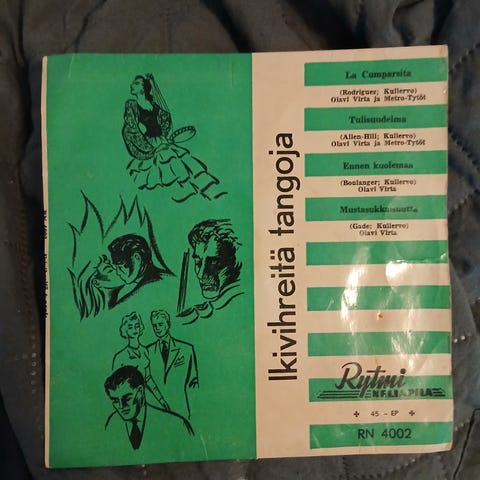 Ikivihreitä tangoja
La Cumparsita
(Rodriguez; Kullervo)
Olavi Virta ja Metro-Tytöt
Tulisuudelma
(Allen-Hill; Kullervo)
Olavi Virta ja Metro-Tytöt
Ennen kuolemaa
(Boulanger; Kullervo)
Olavi Virta
Mustasukkaisuutta
(Gade; Kullervo)
Olavi Virta
Rytmi
NELIAPILA
45 - EP
RN 4002